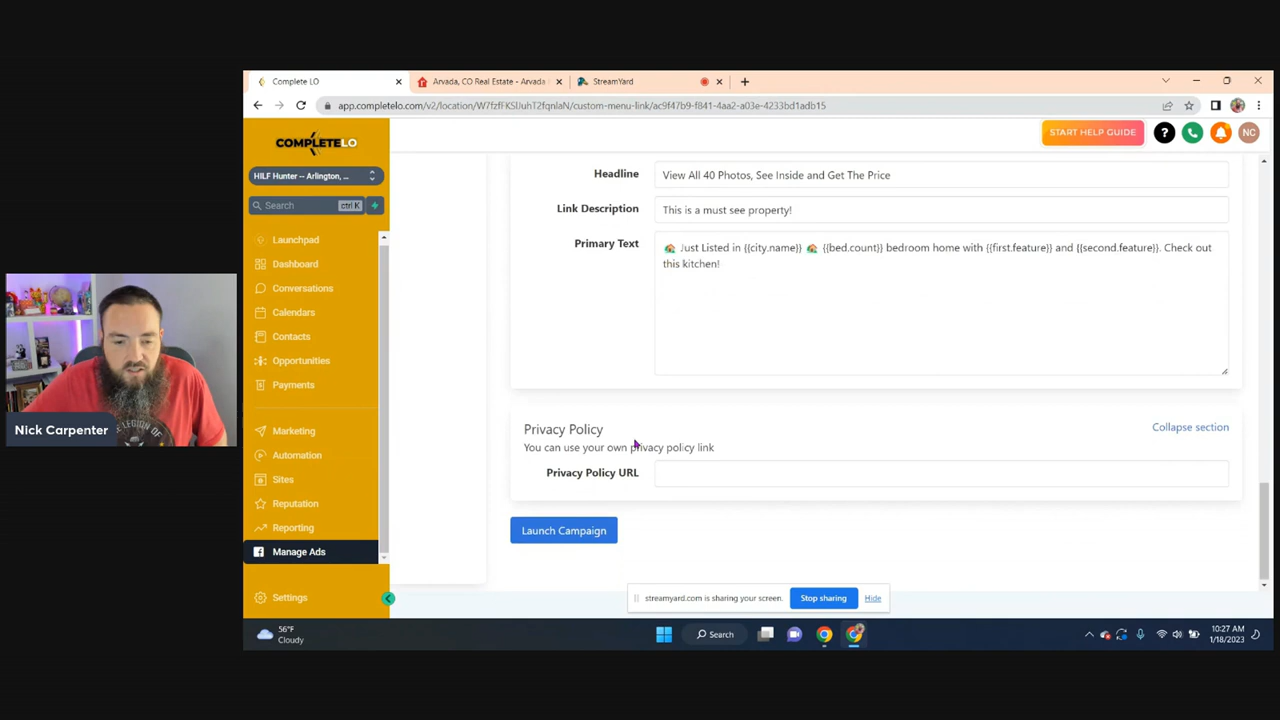 Complete LO
Arvada, CO Real Estate - Arvada
StreamYard
app.completelo.com/v2/location/W7fzfFKSUuhT2fqnlaN/custom-menu-link/ac9f47b9-f841-4aa2-a03e-4233bd1adb15
COMPLETELO
START HELP GUIDE
?
NC
HILF Hunter -- Arlington, ...
Search
ctrl K
Launchpad
Dashboard
Conversations
Calendars
Contacts
Opportunities
Payments
Marketing
Automation
Sites
Reputation
Reporting
Manage Ads
Settings
Headline
View All 40 Photos, See Inside and Get The Price
Link Description
This is a must see property!
Primary Text
🏡 Just Listed in {{city.name}} 🏡 {{bed.count}} bedroom home with {{first.feature}} and {{second.feature}}. Check out
this kitchen!
Privacy Policy
Collapse section
You can use your own privacy policy link
Privacy Policy URL
Launch Campaign
streamyard.com is sharing your screen.
Stop sharing
Hide
Nick Carpenter
THE LEGION OF
56°F
Cloudy
Search
10:27 AM
1/18/2023